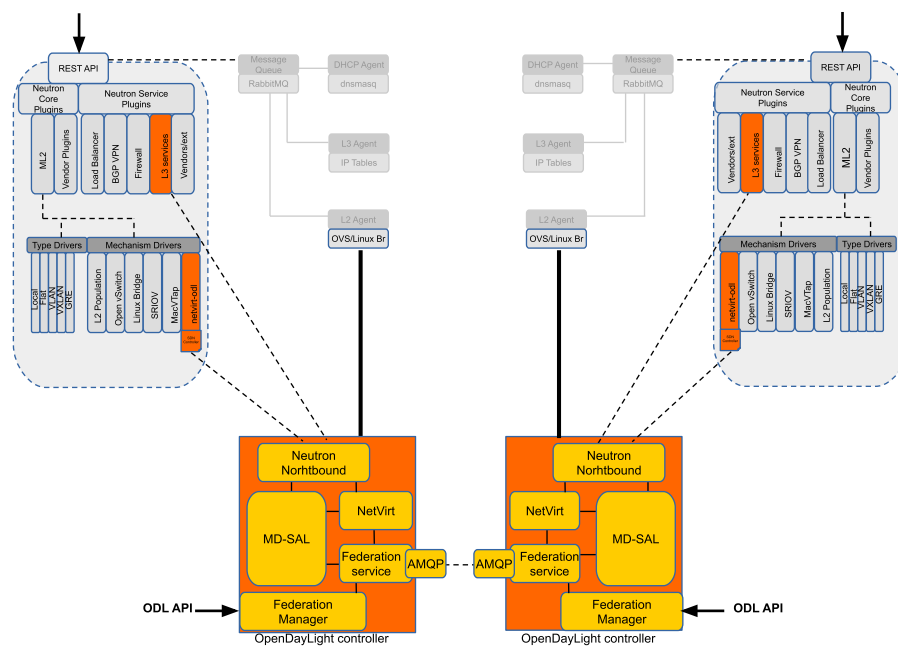 REST API
Neutron
Core
Plugins
Neutron Service
Plugins
ML2
Vendor Plugins
Load Balancer
BGP VPN
Firewall
L3 services
Vendors/ext
Type Drivers
Mechanism Drivers
Local
Flat
VLAN
VXLAN
GRE
L2 Population
Open vSwitch
Linux Bridge
SRIOV
MacVTap
netvirt-odl
SDN
Controller
Message
Queue
RabbitMQ
DHCP Agent
dnsmasq
L3 Agent
IP Tables
L2 Agent
OVS/Linux Br
DHCP Agent
dnsmasq
Message
Queue
RabbitMQ
L3 Agent
IP Tables
L2 Agent
OVS/Linux Br
REST API
Neutron Service
Plugins
Neutron Core
Plugins
Vendors/ext
L3 services
Firewall
BGP VPN
Load Balancer
ML2
Vendor Plugins
Mechanism Drivers
Type Drivers
netvirt-odl
Open vSwitch
Linux Bridge
SRIOV
MacVTap
L2 Population
Local
Flat
VLAN
VXLAN
GRE
SDN
Controller
Neutron
Norhtbound
MD-SAL
NetVirt
Federation
service
AMQP
Federation
Manager
ODL API
OpenDayLight controller
Neutron
Norhtbound
NetVirt
MD-SAL
AMQP
Federation
service
Federation
Manager
ODL API
OpenDayLight controller